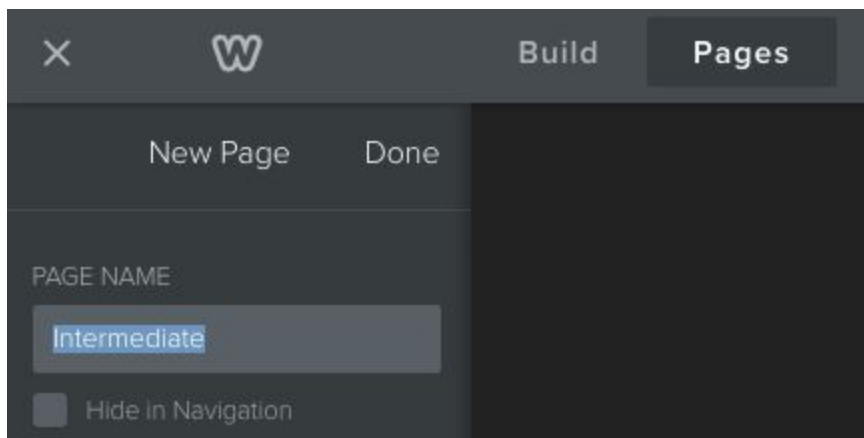 Build Pages
New Page Done
PAGE NAME
Intermediate
Hide in Navigation